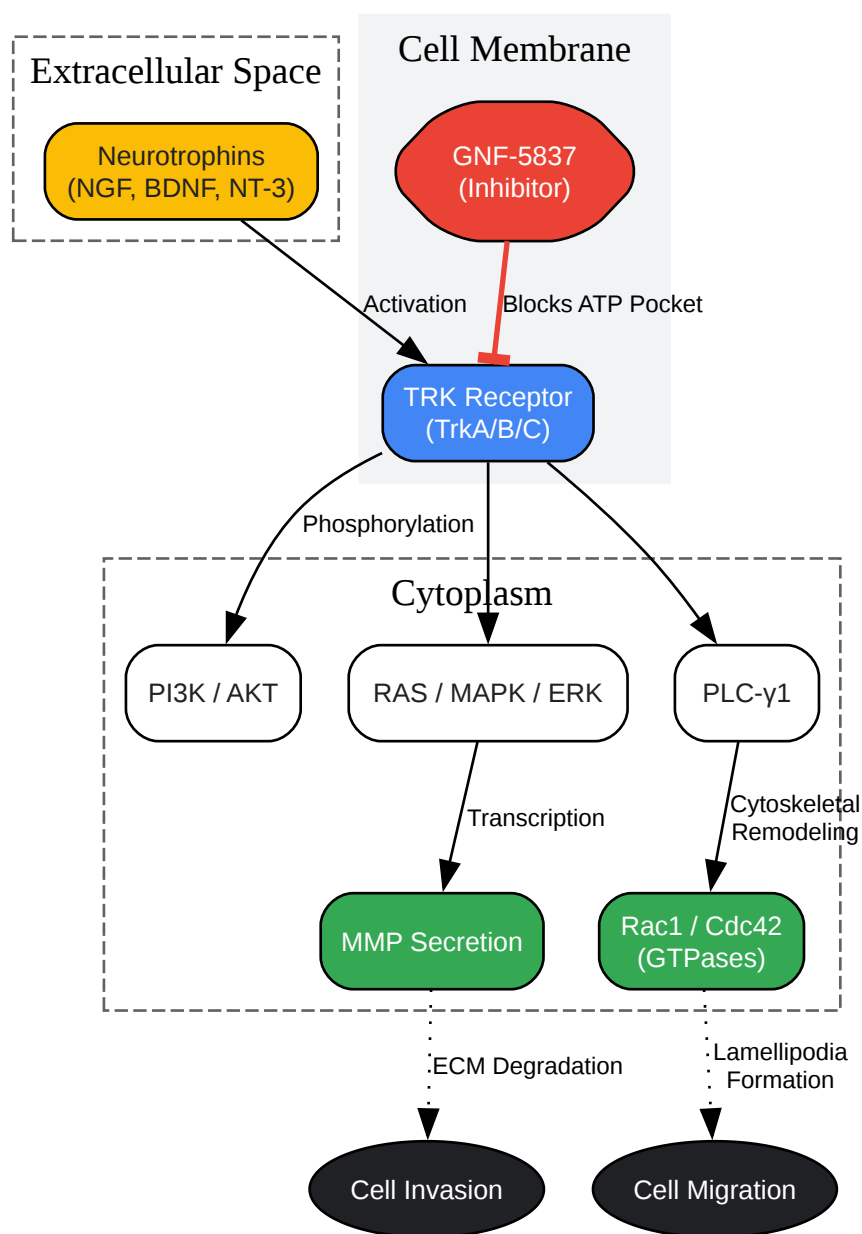 Cell Membrane
Extracellular Space
Neurotrophins
(NGF, BDNF, NT-3)
GNF-5837
(Inhibitor)
Activation
Blocks ATP Pocket
TRK Receptor
(TrkA/B/C)
Phosphorylation
Cytoplasm
PI3K / AKT
RAS / MAPK / ERK
PLC-γ1
Transcription
Cytoskeletal
Remodeling
MMP Secretion
Rac1 / Cdc42
(GTPases)
ECM Degradation
Lamellipodia
Formation
Cell Invasion
Cell Migration